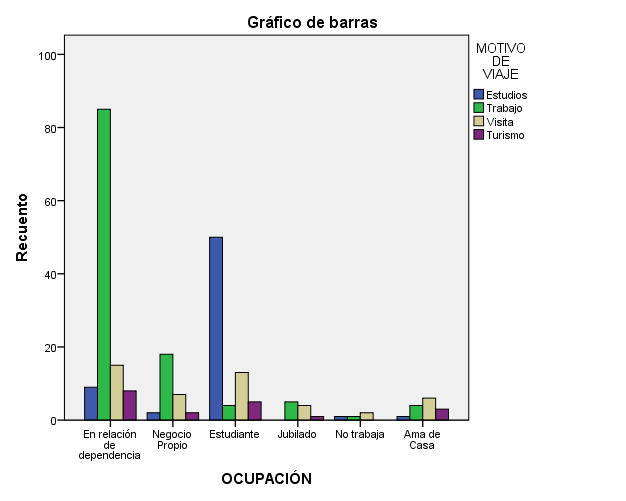 Gráfico de barras
MOTIVO
DE
VIAJE
Estudios
Trabajo
Visita
Turismo
Recuento
100
80
60
40
20
0
En relación
de
dependencia
Negocio
Propio
Estudiante
Jubilado
No trabaja
Ama de
Casa
OCUPACIÓN